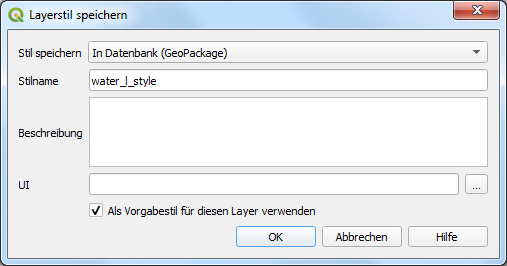 Layerstil speichern
Stil speichern In Datenbank (GeoPackage)
Stilname water_l_style
Beschreibung
UI ...
Als Vorgabestil für diesen Layer verwenden
OK Abbrechen Hilfe